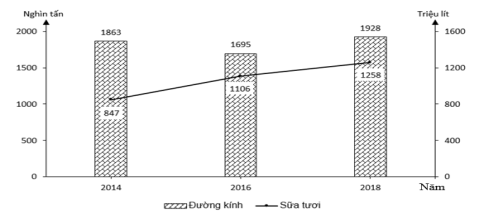 Nghìn tấn Triệu lít
2000 1863 1695 1928 1600
1500 1200
1106 1258
1000 847 800
500 400
0 0
2014 2016 2018 Năm
Đường kính Sữa tươi